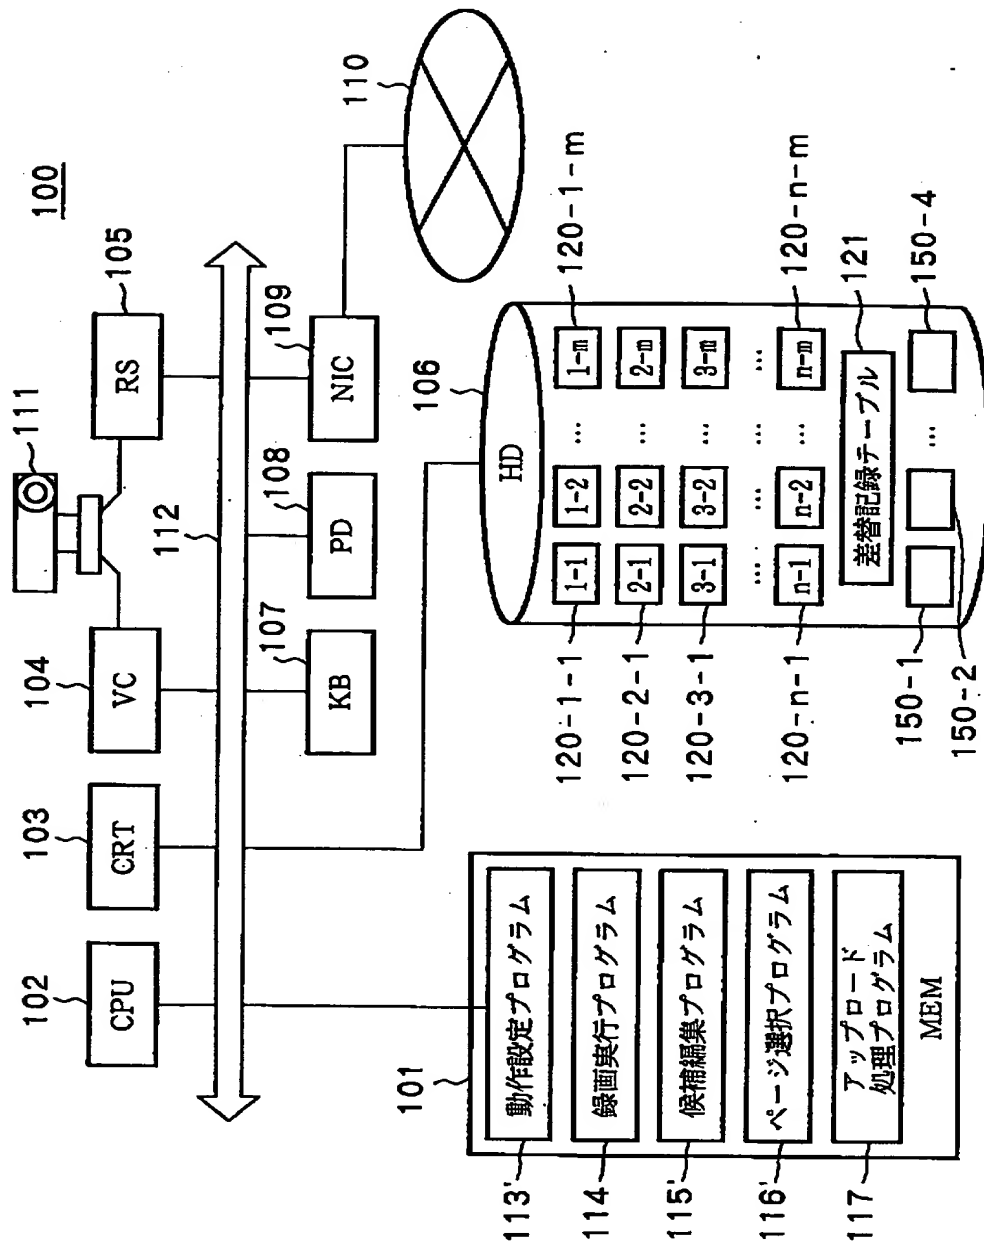 100
102
CPU
103
CRT
104
VC
111
105
RS
112
107
KB
108
PD
109
NIC
110
101
113' 動作設定プログラム
114 録画実行プログラム
115' 候補編集プログラム
116' ページ選択プログラム
117 アップロード
処理プログラム
MEM
106
HD
120-1-1 1-1 1-2 ... 1-m 120-1-m
120-2-1 2-1 2-2 ... 2-m
120-3-1 3-1 3-2 ... 3-m
... ... ... ...
120-n-1 n-1 n-2 ... n-m 120-n-m
差替記録テーブル 121
150-1 ... 150-4
150-2